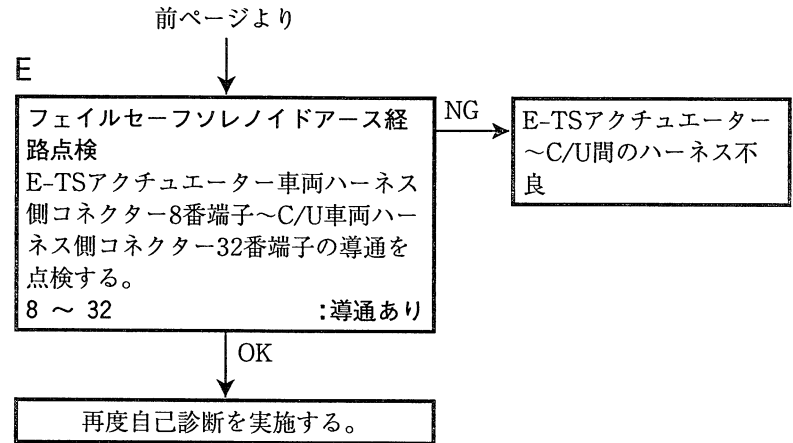 前ページより
E
フェイルセーフソレノイドアース経
路点検
E-TSアクチュエーター車両ハーネス
側コネクター8番端子～C/U車両ハー
ネス側コネクター32番端子の導通を
点検する。
8 ～ 32 :導通あり
NG
E-TSアクチュエーター
～C/U間のハーネス不
良
OK
再度自己診断を実施する。